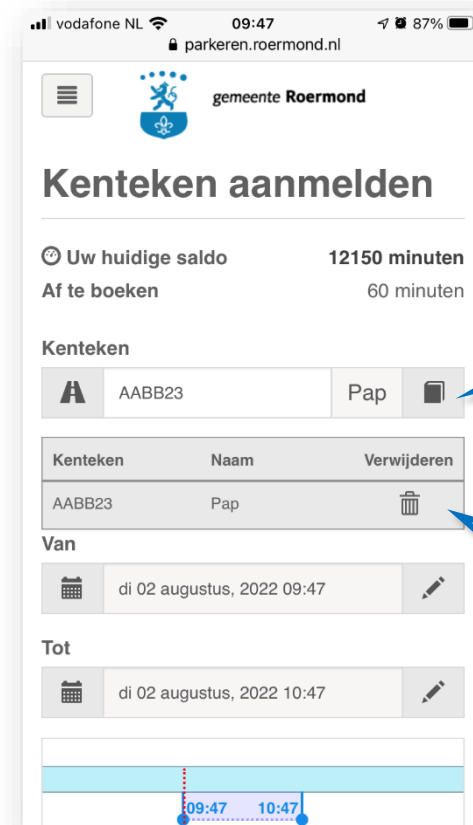 vodafone NL 09:47 87%
parkeren.roermond.nl
gemeente Roermond
Kenteken aanmelden
Uw huidige saldo 12150 minuten
Af te boeken 60 minuten
Kenteken
AABB23 Pap
Kenteken Naam Verwijderen
AABB23 Pap
Van
di 02 augustus, 2022 09:47
Tot
di 02 augustus, 2022 10:47
09:47 10:47